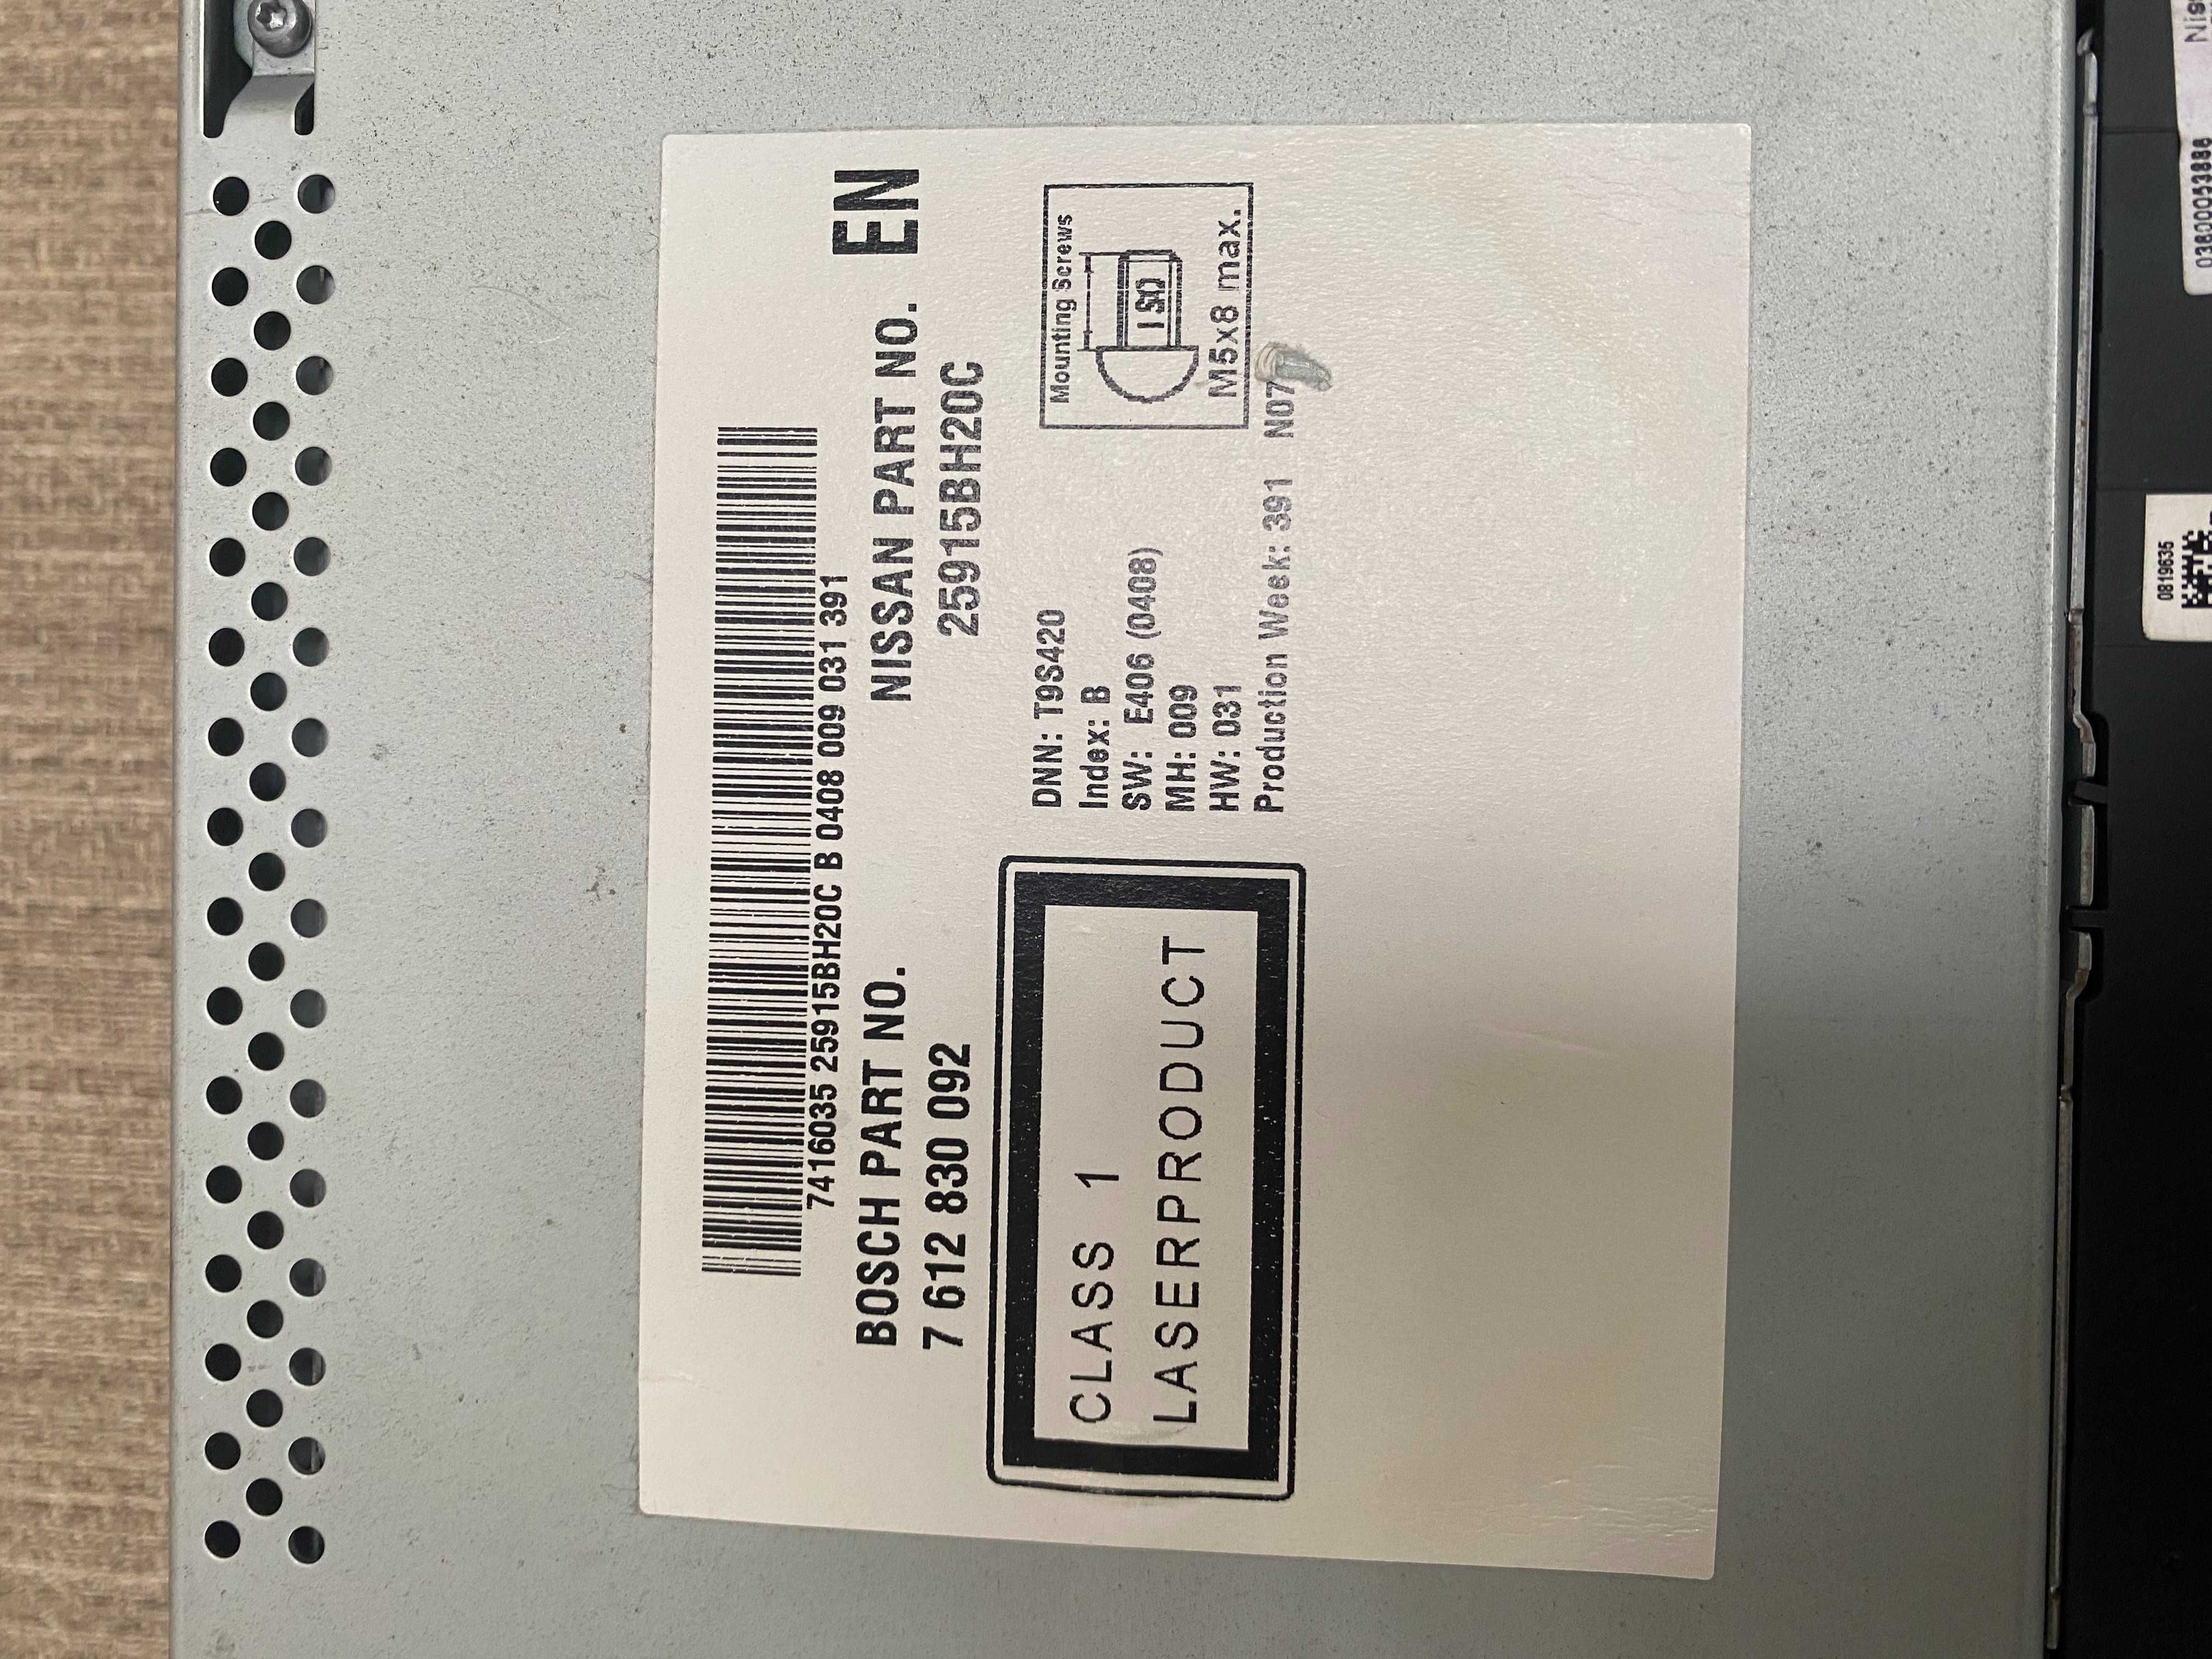 7416035 25915BH20C B 0408 009 031 391
BOSCH PART NO.
7 612 830 092
NISSAN PART NO. EN
25915BH20C
CLASS 1
LASERPRODUCT
DNN: T9S420
Index: B
SW: E406 (0408)
MH: 009
HW: 031
Production Week: 391 N07
Mounting Screws
ISO
M5x8 max.
0819635